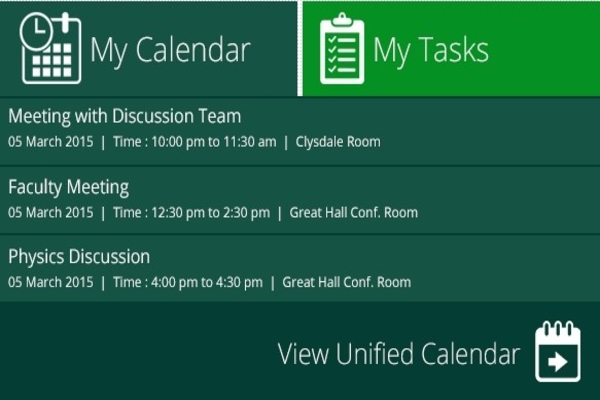 My Calendar
My Tasks
Meeting with Discussion Team
05 March 2015 | Time : 10:00 pm to 11:30 am | Clysdale Room
Faculty Meeting
05 March 2015 | Time : 12:30 pm to 2:30 pm | Great Hall Conf. Room
Physics Discussion
05 March 2015 | Time : 4:00 pm to 4:30 pm | Great Hall Conf. Room
View Unified Calendar